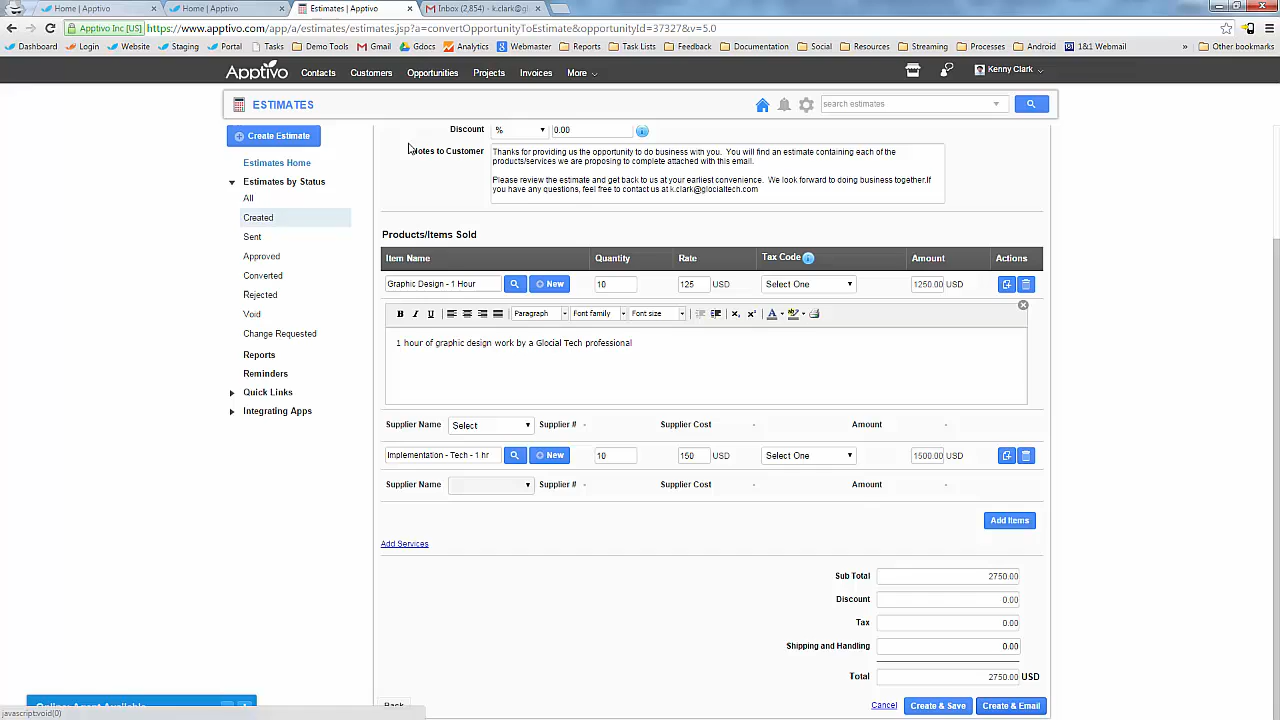 Home | Apptivo
Home | Apptivo
Estimates | Apptivo
Inbox (2,854) - k.clark@gl
Apptivo Inc [US]
https://www.apptivo.com/app/a/estimates/estimates.jsp?a=convertOpportunityToEstimate&opportunityId=37327&v=5.0
Dashboard
Login
Website
Staging
Portal
Tasks
Demo Tools
Gmail
Gdocs
Analytics
Webmaster
Reports
Task Lists
Feedback
Documentation
Social
Resources
Streaming
Processes
Android
1&1 Webmail
»
Other bookmarks
Apptivo
Contacts
Customers
Opportunities
Projects
Invoices
More
Kenny Clark
ESTIMATES
search estimates
Create Estimate
Estimates Home
Estimates by Status
All
Created
Sent
Approved
Converted
Rejected
Void
Change Requested
Reports
Reminders
Quick Links
Integrating Apps
Discount
%
0.00
Notes to Customer
Thanks for providing us the opportunity to do business with you. You will find an estimate containing each of the
products/services we are proposing to complete attached with this email.
Please review the estimate and get back to us at your earliest convenience. We look forward to doing business together.If
you have any questions, feel free to contact us at k.clark@glocialtech.com
Products/Items Sold
Item Name Quantity Rate Tax Code Amount Actions
Graphic Design - 1 Hour New 10 125 USD Select One 1250.00 USD
B I U Paragraph Font family Font size
1 hour of graphic design work by a Glocial Tech professional
Supplier Name Select Supplier # - Supplier Cost - Amount -
Implementation - Tech - 1 hr New 10 150 USD Select One 1500.00 USD
Supplier Name Supplier # - Supplier Cost - Amount -
Add Items
Add Services
Sub Total 2750.00
Discount 0.00
Tax 0.00
Shipping and Handling 0.00
Total 2750.00 USD
Back
Cancel
Create & Save
Create & Email
Online: Agent Available
javascript:void(0)